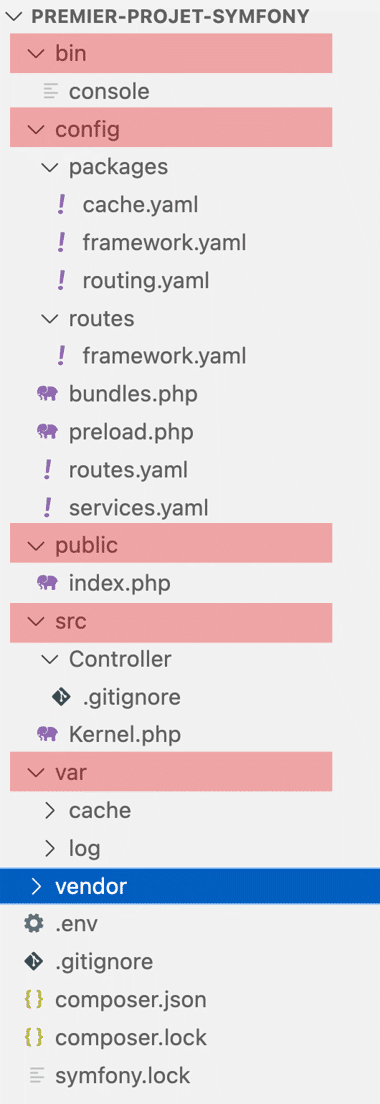 PREMIER-PROJET-SYMFONY
bin
console
config
packages
cache.yaml
framework.yaml
routing.yaml
routes
framework.yaml
bundles.php
preload.php
routes.yaml
services.yaml
public
index.php
src
Controller
.gitignore
Kernel.php
var
cache
log
vendor
.env
.gitignore
composer.json
composer.lock
symfony.lock